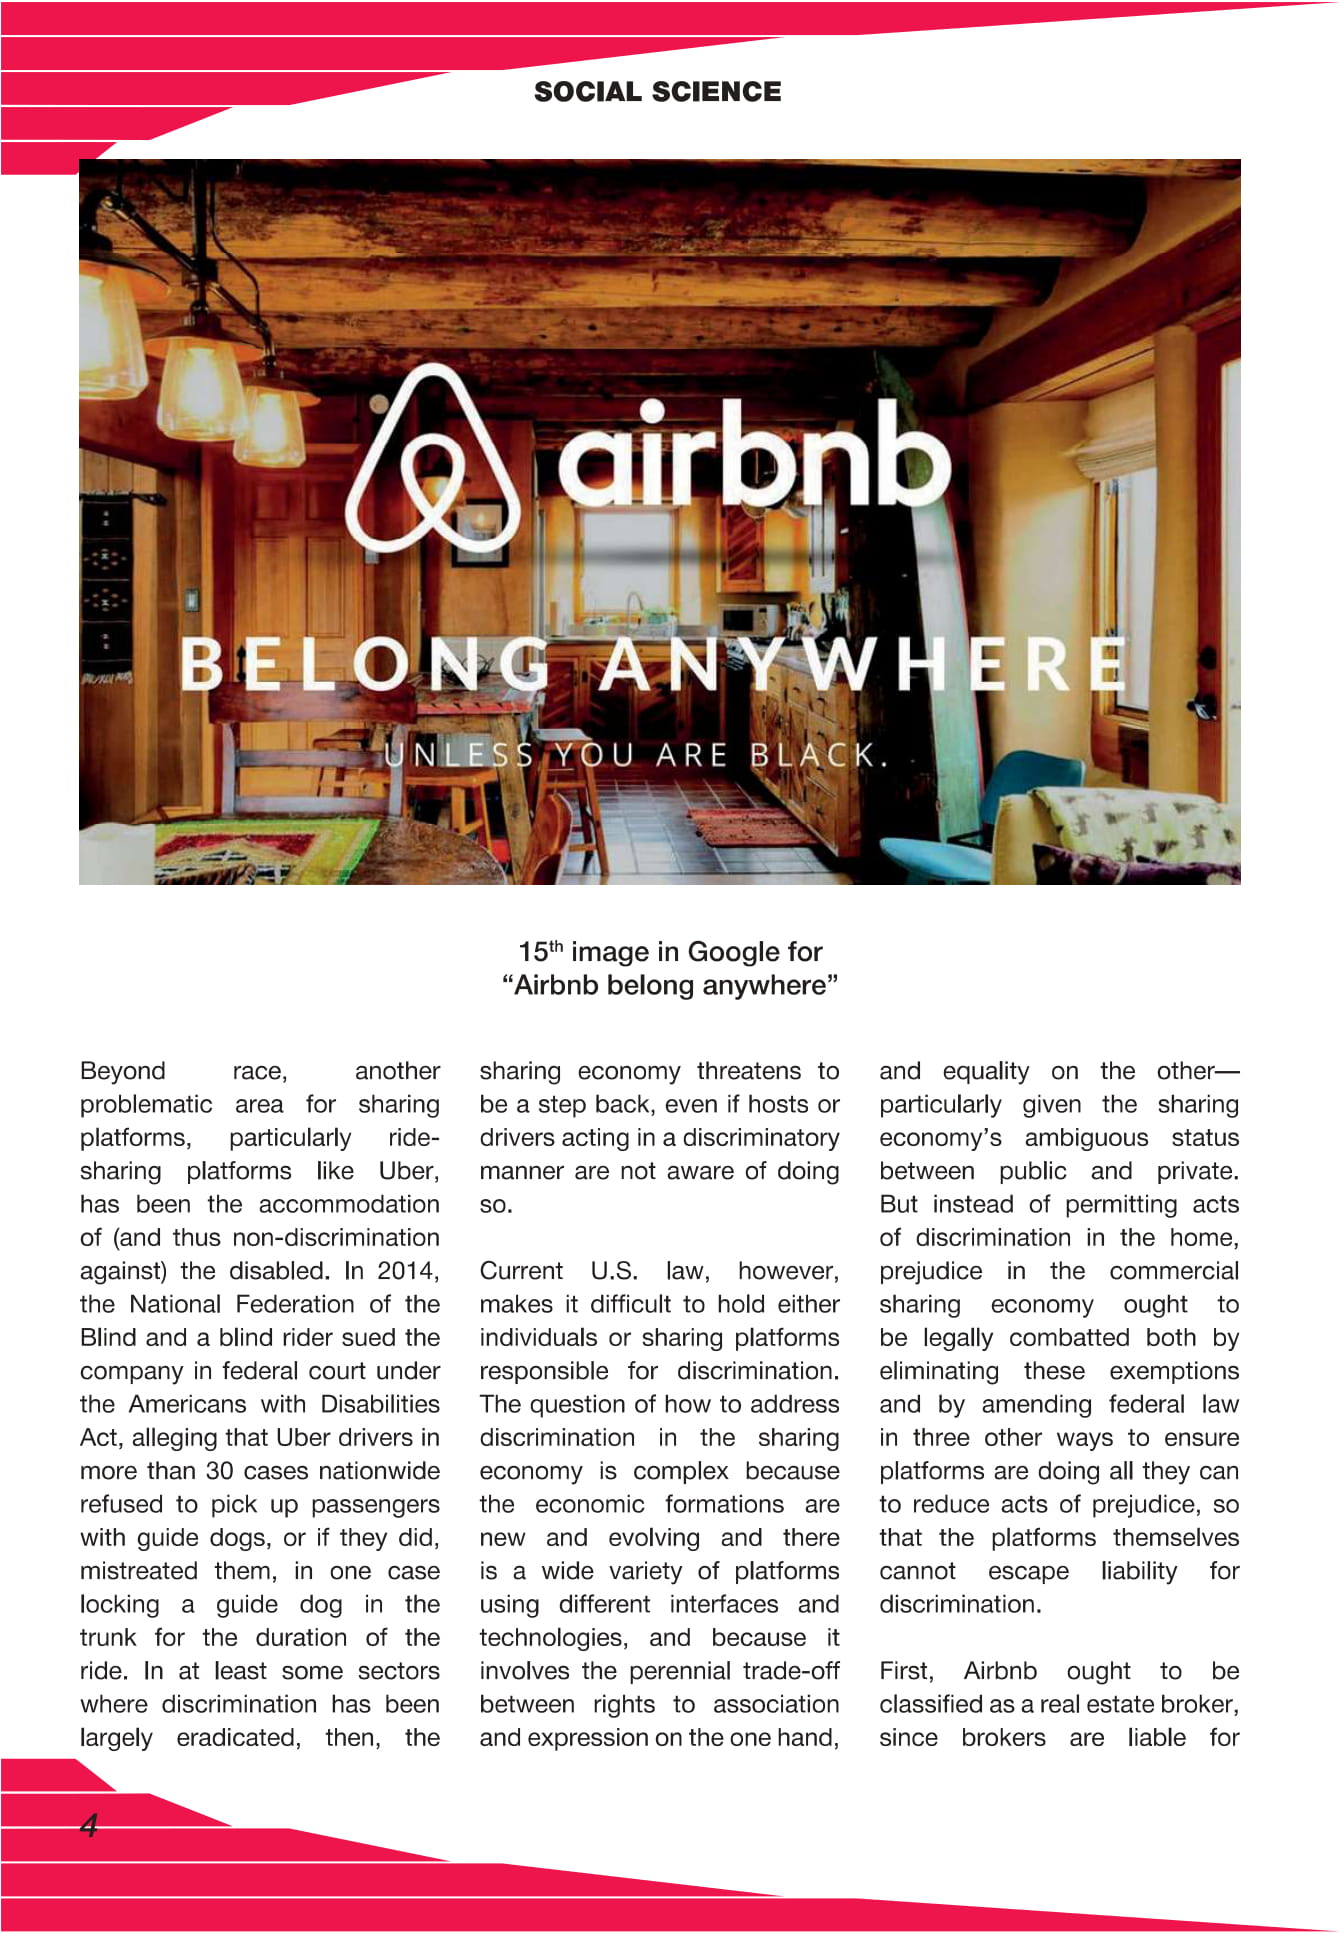 SOCIAL SCIENCE
airbnb
BELONG ANYWHERE
UNLESS YOU ARE BLACK.
15th image in Google for
“Airbnb belong anywhere”
Beyond race, another
problematic area for sharing
platforms, particularly ride-
sharing platforms like Uber,
has been the accommodation
of (and thus non-discrimination
against) the disabled. In 2014,
the National Federation of the
Blind and a blind rider sued the
company in federal court under
the Americans with Disabilities
Act, alleging that Uber drivers in
more than 30 cases nationwide
refused to pick up passengers
with guide dogs, or if they did,
mistreated them, in one case
locking a guide dog in the
trunk for the duration of the
ride. In at least some sectors
where discrimination has been
largely eradicated, then, the
sharing economy threatens to
be a step back, even if hosts or
drivers acting in a discriminatory
manner are not aware of doing
so.
Current U.S. law, however,
makes it difficult to hold either
individuals or sharing platforms
responsible for discrimination.
The question of how to address
discrimination in the sharing
economy is complex because
the economic formations are
new and evolving and there
is a wide variety of platforms
using different interfaces and
technologies, and because it
involves the perennial trade-off
between rights to association
and expression on the one hand,
and equality on the other—
particularly given the sharing
economy’s ambiguous status
between public and private.
But instead of permitting acts
of discrimination in the home,
prejudice in the commercial
sharing economy ought to
be legally combatted both by
eliminating these exemptions
and by amending federal law
in three other ways to ensure
platforms are doing all they can
to reduce acts of prejudice, so
that the platforms themselves
cannot escape liability for
discrimination.
First, Airbnb ought to be
classified as a real estate broker,
since brokers are liable for
4